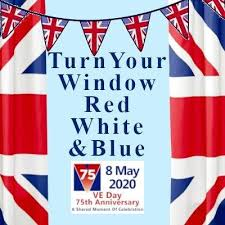 Turn Your
Window
Red
White
& Blue
75
8 May
2020
VE Day
75th Anniversary
A Shared Moment Of Celebration